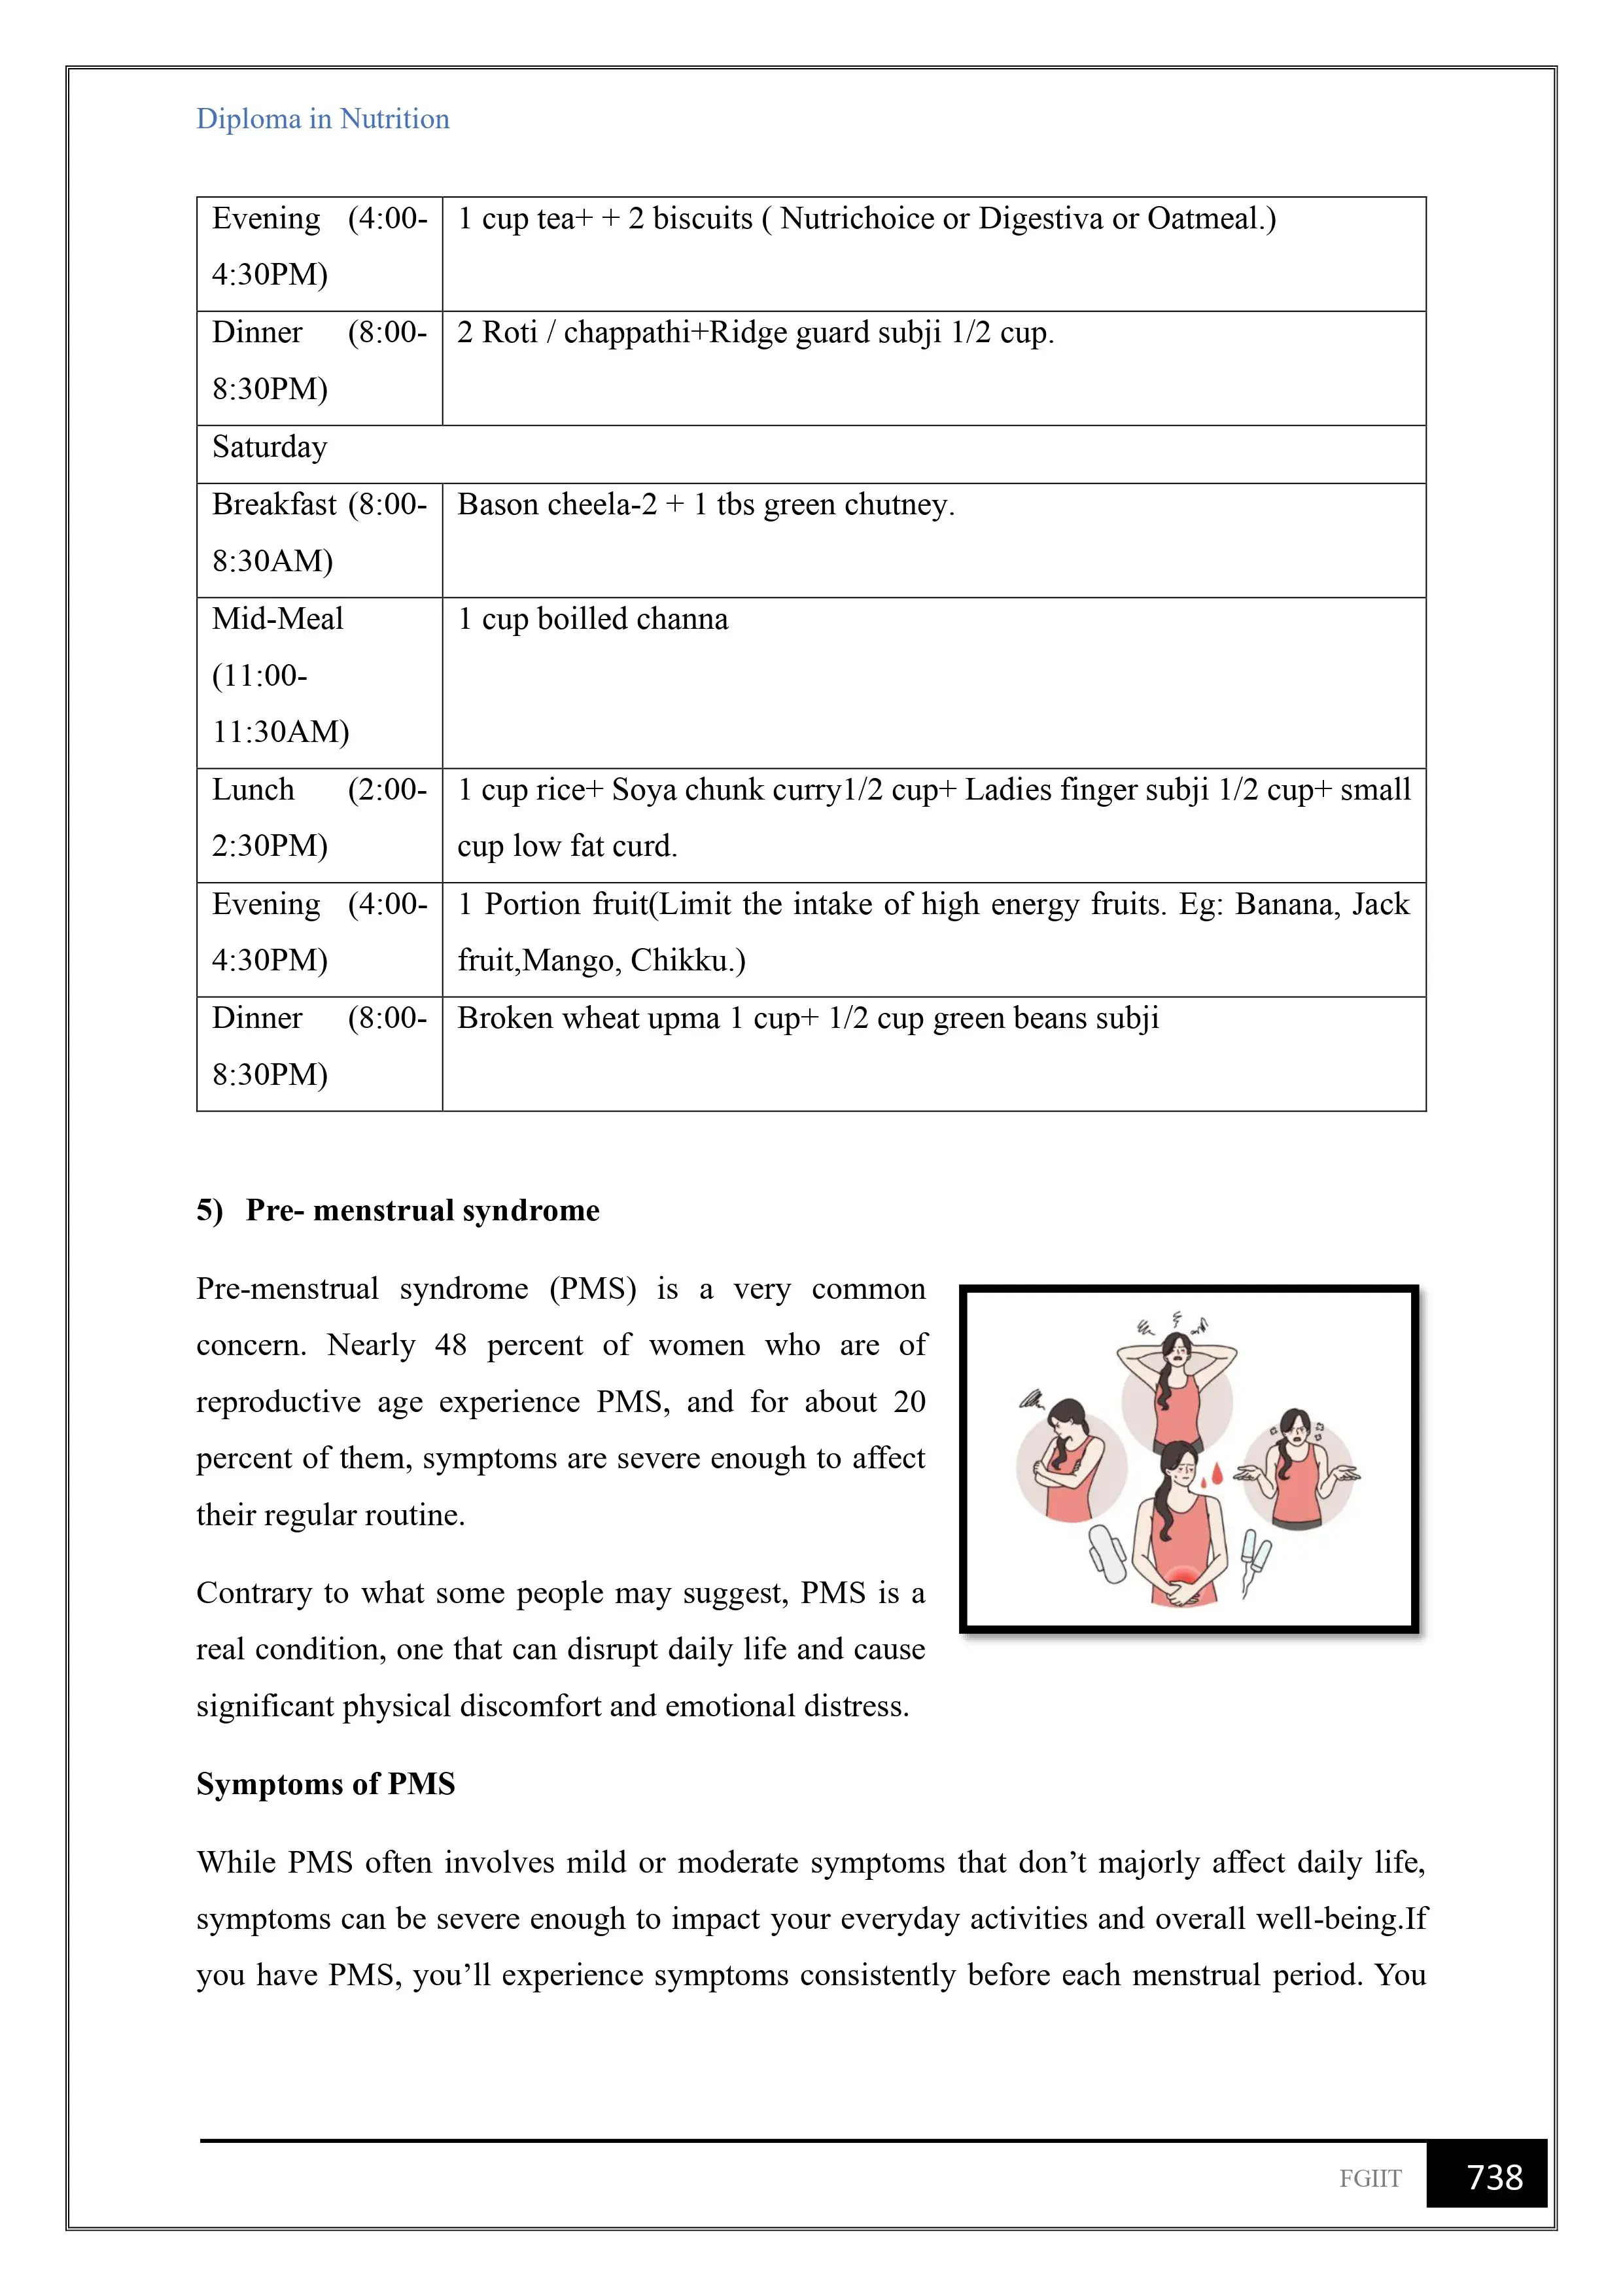 Diploma in Nutrition
Evening (4:00-
4:30PM)
1 cup tea+ + 2 biscuits ( Nutrichoice or Digestiva or Oatmeal.)
Dinner (8:00-
8:30PM)
2 Roti / chappathi+Ridge guard subji 1/2 cup.
Saturday
Breakfast (8:00-
8:30AM)
Bason cheela-2 + 1 tbs green chutney.
Mid-Meal
(11:00-
11:30AM)
1 cup boilled channa
Lunch (2:00-
2:30PM)
1 cup rice+ Soya chunk curry1/2 cup+ Ladies finger subji 1/2 cup+ small
cup low fat curd.
Evening (4:00-
4:30PM)
1 Portion fruit(Limit the intake of high energy fruits. Eg: Banana, Jack
fruit,Mango, Chikku.)
Dinner (8:00-
8:30PM)
Broken wheat upma 1 cup+ 1/2 cup green beans subji
5) Pre- menstrual syndrome
Pre-menstrual syndrome (PMS) is a very common
concern. Nearly 48 percent of women who are of
reproductive age experience PMS, and for about 20
percent of them, symptoms are severe enough to affect
their regular routine.
Contrary to what some people may suggest, PMS is a
real condition, one that can disrupt daily life and cause
significant physical discomfort and emotional distress.
Symptoms of PMS
While PMS often involves mild or moderate symptoms that don’t majorly affect daily life,
symptoms can be severe enough to impact your everyday activities and overall well-being.If
you have PMS, you’ll experience symptoms consistently before each menstrual period. You
FGIIT
738